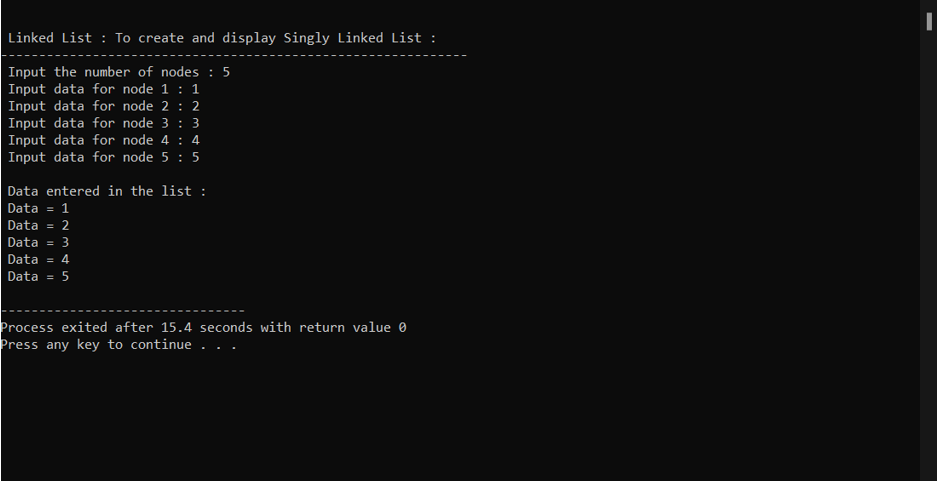 Linked List : To create and display Singly Linked List :
-------------------------------------------------------------
Input the number of nodes : 5
Input data for node 1 : 1
Input data for node 2 : 2
Input data for node 3 : 3
Input data for node 4 : 4
Input data for node 5 : 5
Data entered in the list :
Data = 1
Data = 2
Data = 3
Data = 4
Data = 5
--------------------------------
Process exited after 15.4 seconds with return value 0
Press any key to continue . . .